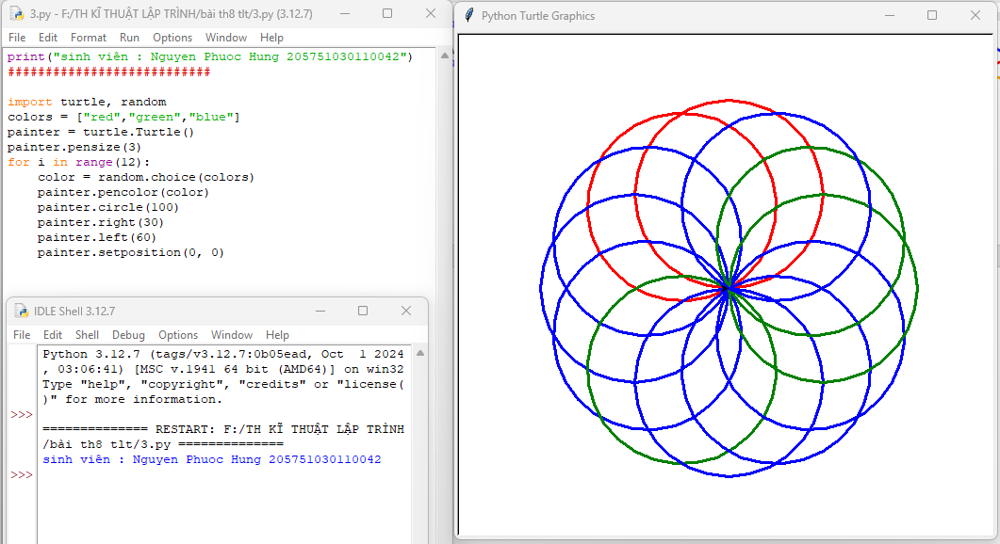 3.py - F:/TH KĨ THUẬT LẬP TRÌNH/bài th8 tlt/3.py (3.12.7)
File Edit Format Run Options Window Help
print("sinh viên : Nguyen Phuoc Hung 205751030110042")
###########################
import turtle, random
colors = ["red","green","blue"]
painter = turtle.Turtle()
painter.pensize(3)
for i in range(12):
    color = random.choice(colors)
    painter.pencolor(color)
    painter.circle(100)
    painter.right(30)
    painter.left(60)
    painter.setposition(0, 0)
IDLE Shell 3.12.7
File Edit Shell Debug Options Window Help
Python 3.12.7 (tags/v3.12.7:0b05ead, Oct  1 2024
, 03:06:41) [MSC v.1941 64 bit (AMD64)] on win32
Type "help", "copyright", "credits" or "license(
)" for more information.
>>>
============== RESTART: F:/TH KĨ THUẬT LẬP TRÌNH
/bài th8 tlt/3.py ==============
sinh viên : Nguyen Phuoc Hung 205751030110042
>>>
Python Turtle Graphics